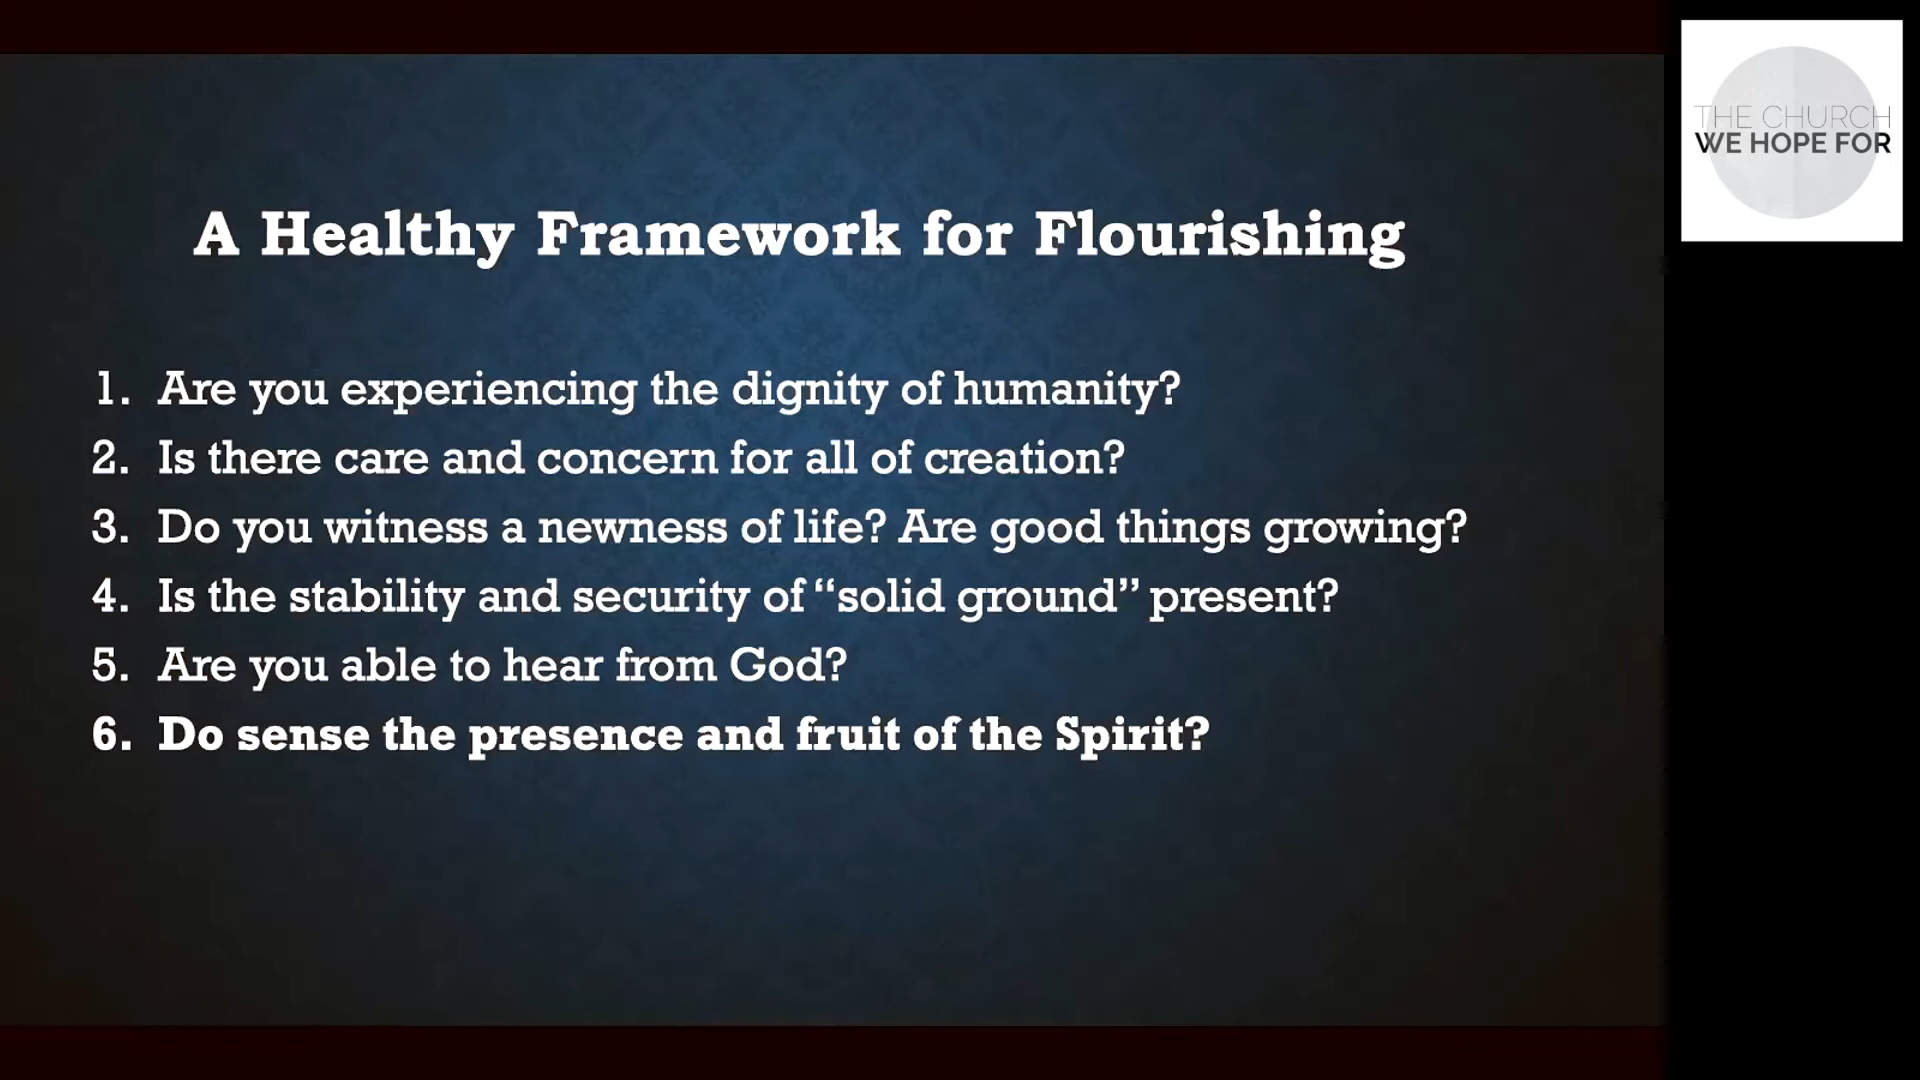 A Healthy Framework for Flourishing
1. Are you experiencing the dignity of humanity?
2. Is there care and concern for all of creation?
3. Do you witness a newness of life? Are good things growing?
4. Is the stability and security of “solid ground” present?
5. Are you able to hear from God?
6. Do sense the presence and fruit of the Spirit?
THE CHURCH
WE HOPE FOR